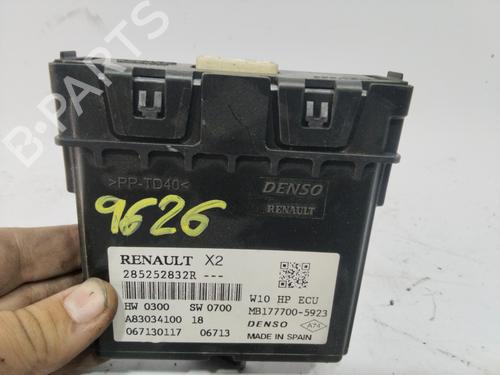 B-PARTS
>PP-TD40<
DENSO
RENAULT
9626
RENAULT X2
285252832R ---
HW 0300 SW 0700
A83034100 18
067130117 06713
W10 HP ECU
MB177700-5923
DENSO A74
MADE IN SPAIN